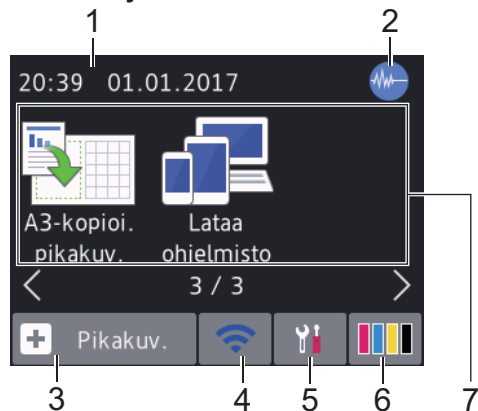 1
2
20:39 01.01.2017
A3-kopioi.
pikakuv.
Lataa
ohjelmisto
7
3 / 3
Pikakuv.
3
4
5
6